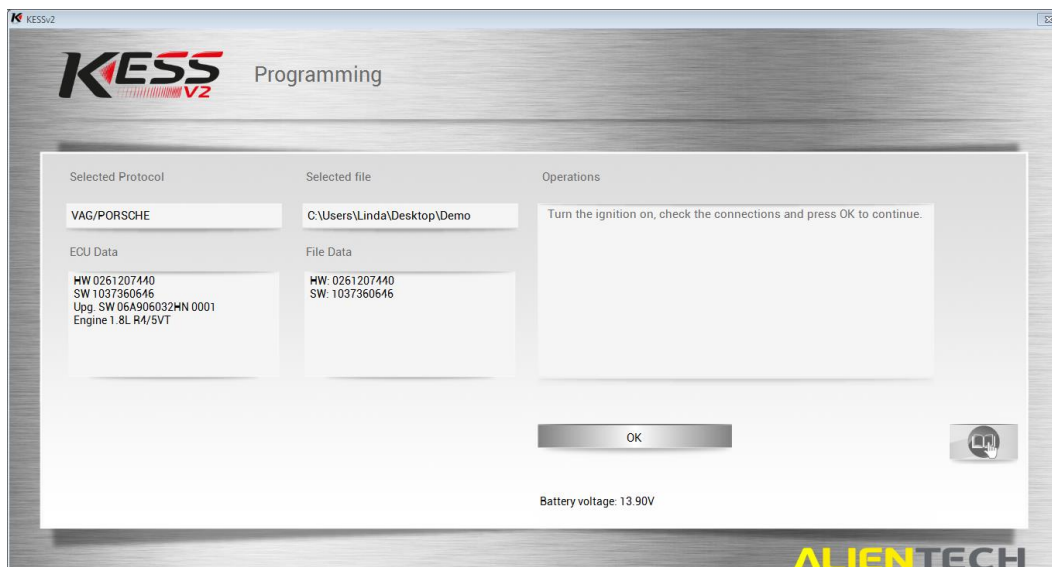 KESSv2
KESS V2
Programming
Selected Protocol
Selected file
Operations
VAG/PORSCHE
C:\Users\Linda\Desktop\Demo
Turn the ignition on, check the connections and press OK to continue.
ECU Data
File Data
HW 0261207440
SW 1037360646
Upg. SW 06A906032HN 0001
Engine 1.8L R4/5VT
HW: 0261207440
SW: 1037360646
OK
Battery voltage: 13.90V
ALIENTECH